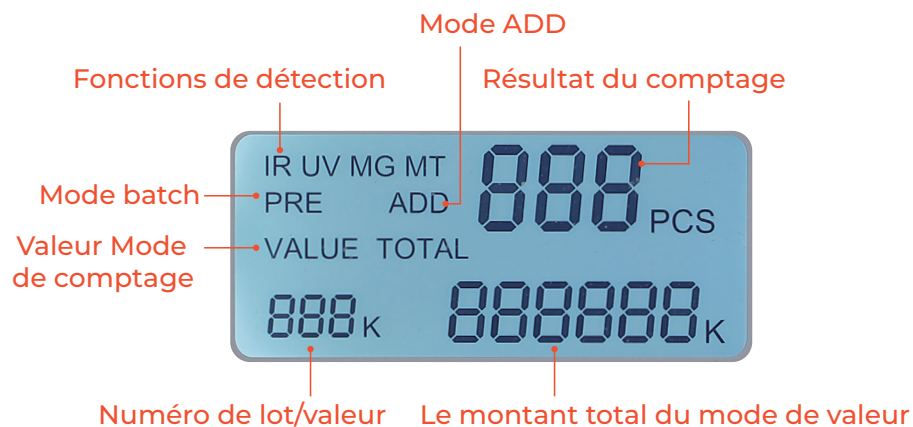 Mode ADD
Fonctions de détection
Résultat du comptage
IR UV MG MT
888
Mode batch
PRE ADD
PCS
Valeur Mode
de comptage
VALUE TOTAL
888 K
888888 K
Numéro de lot/valeur
Le montant total du mode de valeur